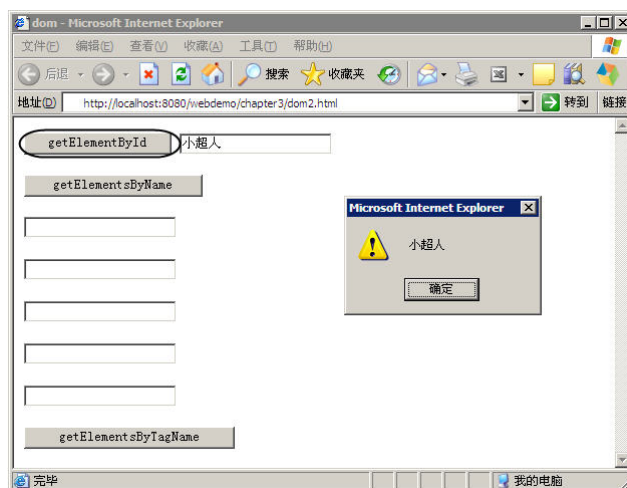 dom - Microsoft Internet Explorer
文件(F) 编辑(E) 查看(V) 收藏(A) 工具(T) 帮助(H)
后退 搜索 收藏夹
地址(D) http://localhost:8080/webdemo/chapter3/dom2.html 转到 链接
getElementById 小超人
getElementsByName
Microsoft Internet Explorer
小超人
确定
getElementsByTagName
完毕 我的电脑